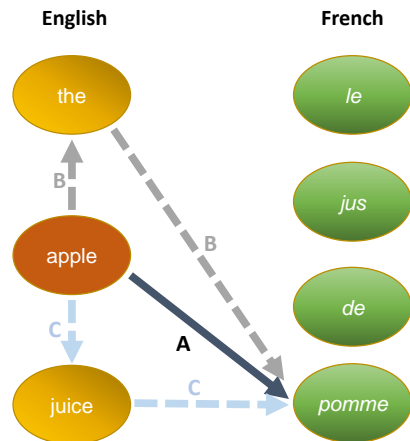 English French
the le
B
jus
B
apple
de
C A
C
juice pomme